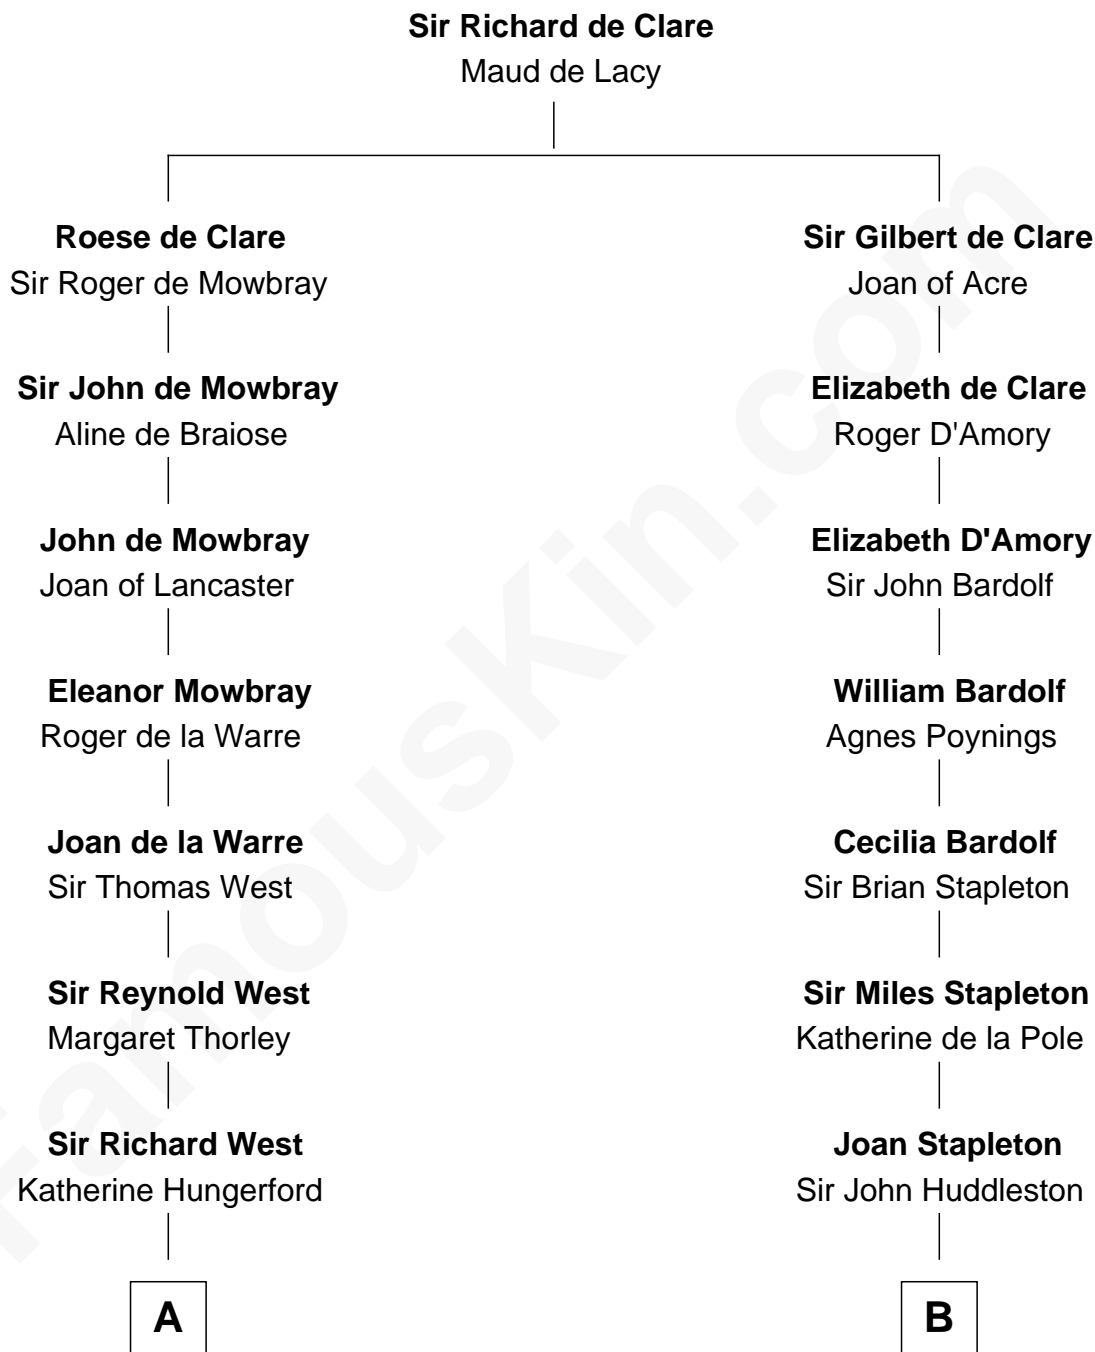 Sir Richard de Clare
Maud de Lacy
Roese de Clare
Sir Roger de Mowbray
Sir Gilbert de Clare
Joan of Acre
Sir John de Mowbray
Aline de Braiose
Elizabeth de Clare
Roger D'Amory
John de Mowbray
Joan of Lancaster
Elizabeth D'Amory
Sir John Bardolf
Eleanor Mowbray
Roger de la Warre
William Bardolf
Agnes Poynings
Joan de la Warre
Sir Thomas West
Cecilia Bardolf
Sir Brian Stapleton
Sir Reynold West
Margaret Thorley
Sir Miles Stapleton
Katherine de la Pole
Sir Richard West
Katherine Hungerford
Joan Stapleton
Sir John Huddleston
A
B
FamousKin.com